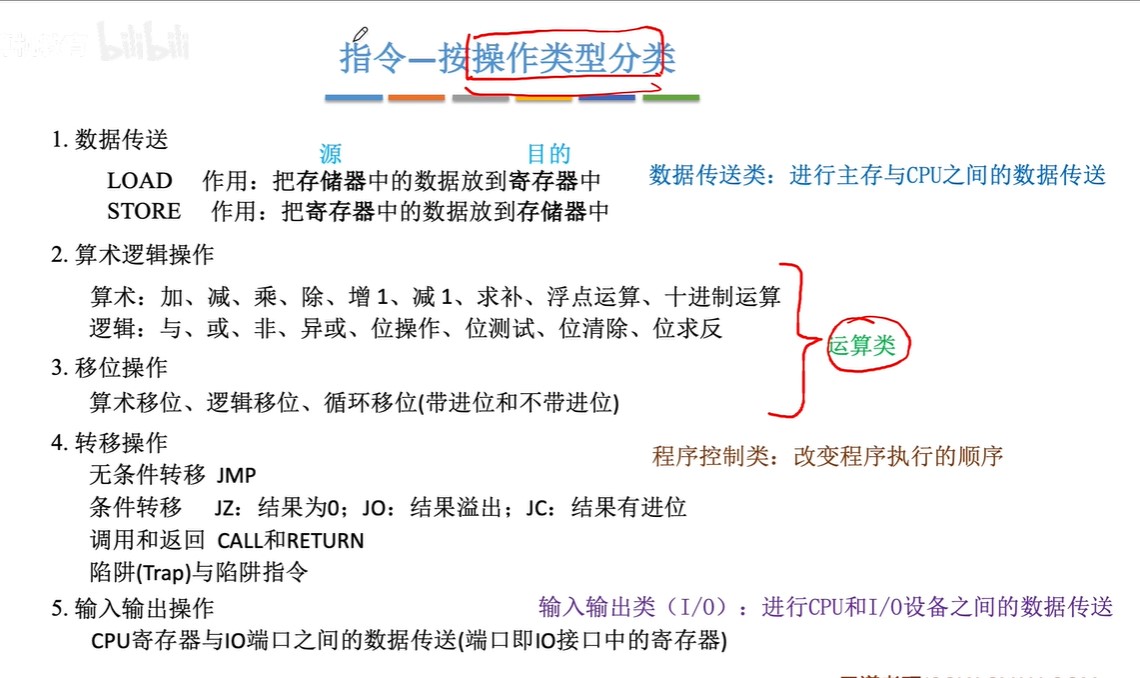 bilibili
指令—按操作类型分类
1. 数据传送
源 目的
LOAD 作用：把存储器中的数据放到寄存器中
数据传送类：进行主存与CPU之间的数据传送
STORE 作用：把寄存器中的数据放到存储器中
2. 算术逻辑操作
算术：加、减、乘、除、增 1、减 1、求补、浮点运算、十进制运算
逻辑：与、或、非、异或、位操作、位测试、位清除、位求反
运算类
3. 移位操作
算术移位、逻辑移位、循环移位(带进位和不带进位)
4. 转移操作
程序控制类：改变程序执行的顺序
无条件转移 JMP
条件转移 JZ：结果为0；JO：结果溢出；JC：结果有进位
调用和返回 CALL和RETURN
陷阱(Trap)与陷阱指令
5. 输入输出操作
输入输出类（I/O）：进行CPU和I/O设备之间的数据传送
CPU寄存器与IO端口之间的数据传送(端口即IO接口中的寄存器)